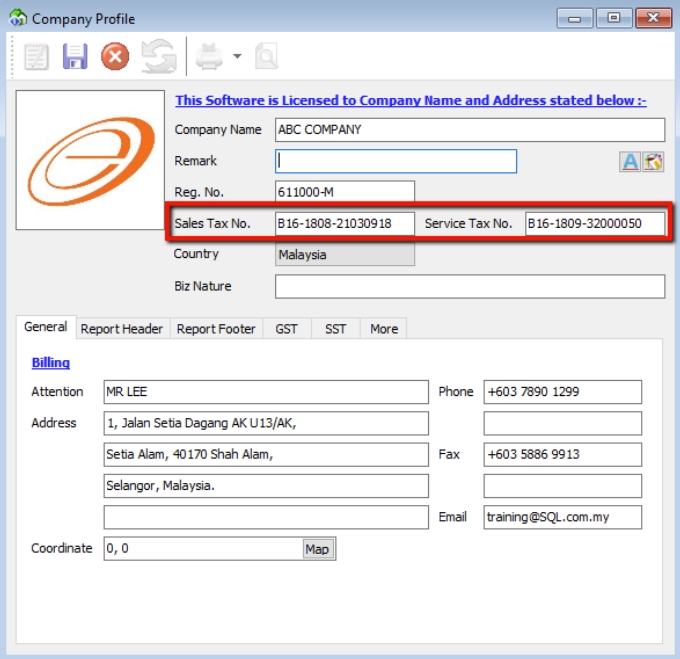 Company Profile
This Software is Licensed to Company Name and Address stated below :-
Company Name ABC COMPANY
Remark
Reg. No. 611000-M
Sales Tax No. B16-1808-21030918 Service Tax No. B16-1809-32000050
Country Malaysia
Biz Nature
General Report Header Report Footer GST SST More
Billing
Attention MR LEE Phone +603 7890 1299
Address 1, Jalan Setia Dagang AK U13/AK,
Setia Alam, 40170 Shah Alam, Fax +603 5886 9913
Selangor, Malaysia.
Email training@SQL.com.my
Coordinate 0, 0 Map